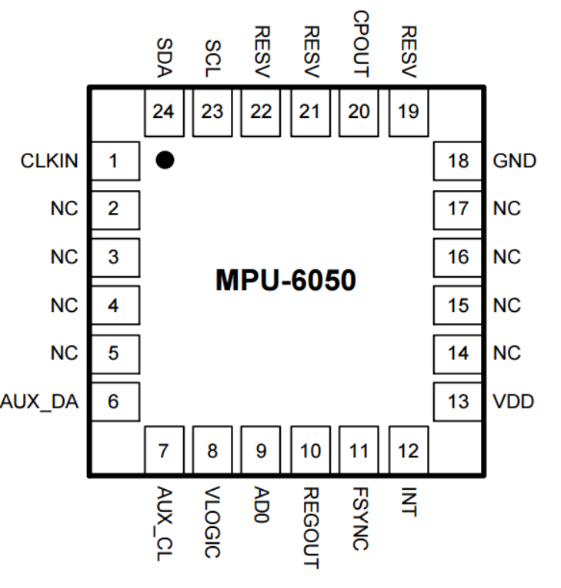 SDA SCL RESV RESV CPOUT RESV
24 23 22 21 20 19
CLKIN 1 18 GND
NC 2 17 NC
NC 3 16 NC
MPU-6050
NC 4 15 NC
NC 5 14 NC
AUX_DA 6 13 VDD
7 8 9 10 11 12
AUX_CL VLOGIC AD0 REGOUT FSYNC INT